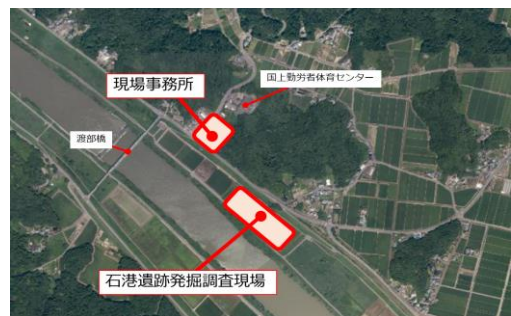 国上勤労者体育センター
現場事務所
渡部橋
石港遺跡発掘調査現場